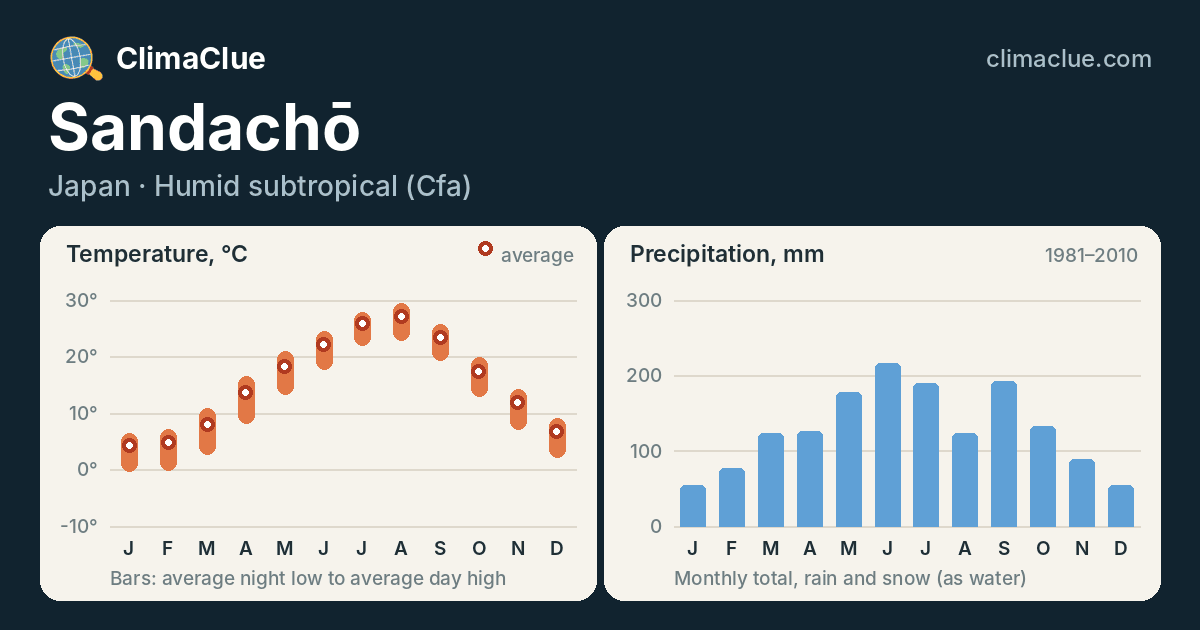 ClimaClue
climaclue.com
Sandachō
Japan · Humid subtropical (Cfa)
Temperature, °C
average
30°
20°
10°
0°
-10°
J F M A M J J A S O N D
Bars: average night low to average day high
Precipitation, mm
1981–2010
300
200
100
0
J F M A M J J A S O N D
Monthly total, rain and snow (as water)